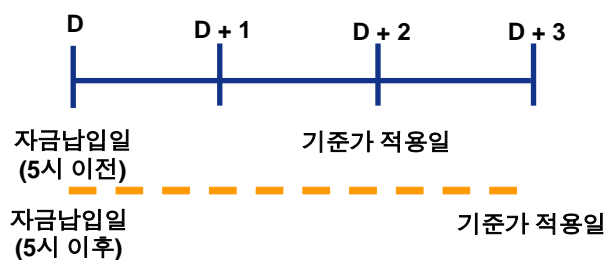 D D + 1 D + 2 D + 3
자금납입일 기준가 적용일
(5시 이전)
자금납입일 기준가 적용일
(5시 이후)